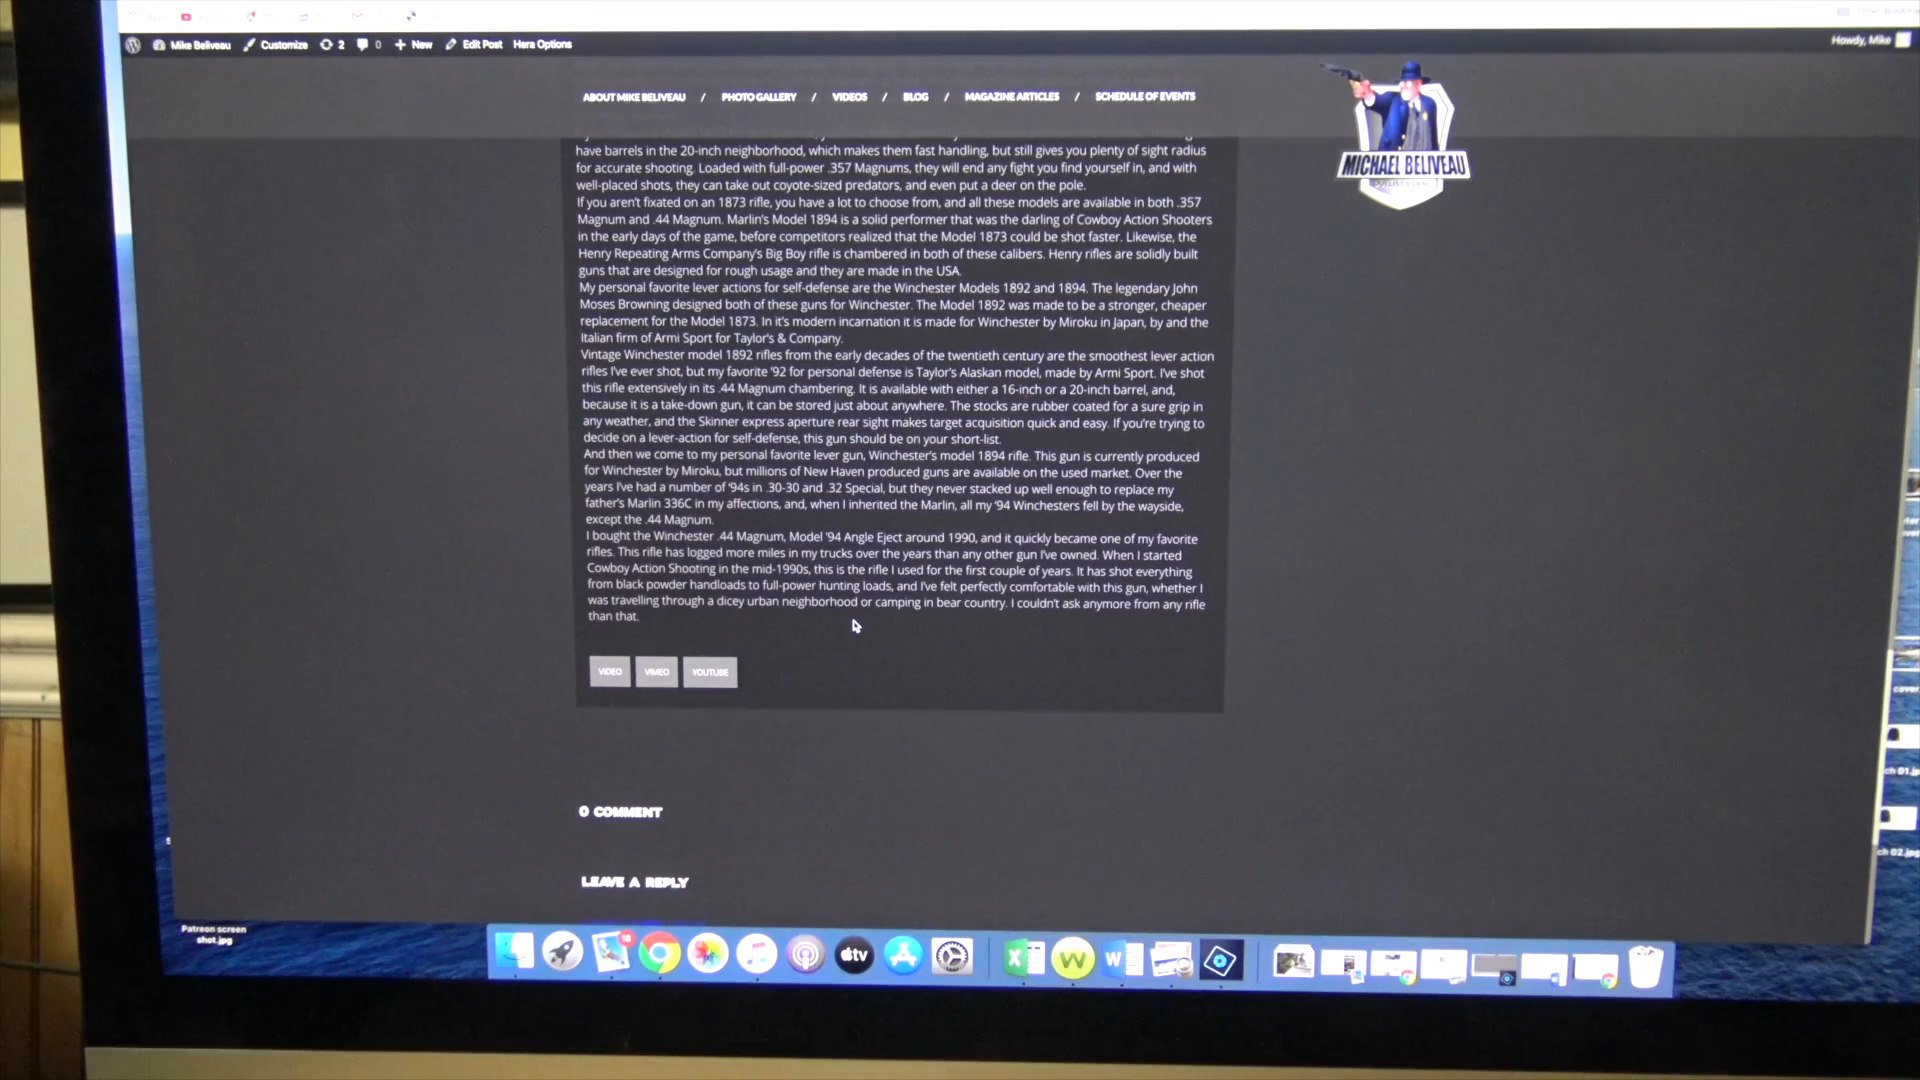 Mike Beliveau Customize 2 0 New Edit Post Hera Options Howdy, Mike
ABOUT MIKE BELIVEAU / PHOTO GALLERY / VIDEOS / BLOG / MAGAZINE ARTICLES / SCHEDULE OF EVENTS
MICHAEL BELIVEAU
have barrels in the 20-inch neighborhood, which makes them fast handling, but still gives you plenty of sight radius
for accurate shooting. Loaded with full-power .357 Magnums, they will end any fight you find yourself in, and with
well-placed shots, they can take out coyote-sized predators, and even put a deer on the pole.
If you aren't fixated on an 1873 rifle, you have a lot to choose from, and all these models are available in both .357
Magnum and .44 Magnum. Marlin's Model 1894 is a solid performer that was the darling of Cowboy Action Shooters
in the early days of the game, before competitors realized that the Model 1873 could be shot faster. Likewise, the
Henry Repeating Arms Company's Big Boy rifle is chambered in both of these calibers. Henry rifles are solidly built
guns that are designed for rough usage and they are made in the USA.
My personal favorite lever actions for self-defense are the Winchester Models 1892 and 1894. The legendary John
Moses Browning designed both of these guns for Winchester. The Model 1892 was made to be a stronger, cheaper
replacement for the Model 1873. In it's modern incarnation it is made for Winchester by Miroku in Japan, by and the
Italian firm of Armi Sport for Taylor's & Company.
Vintage Winchester model 1892 rifles from the early decades of the twentieth century are the smoothest lever action
rifles I've ever shot, but my favorite '92 for personal defense is Taylor's Alaskan model, made by Armi Sport. I've shot
this rifle extensively in its .44 Magnum chambering. It is available with either a 16-inch or a 20-inch barrel, and,
because it is a take-down gun, it can be stored just about anywhere. The stocks are rubber coated for a sure grip in
any weather, and the Skinner express aperture rear sight makes target acquisition quick and easy. If you're trying to
decide on a lever-action for self-defense, this gun should be on your short-list.
And then we come to my personal favorite lever gun, Winchester's model 1894 rifle. This gun is currently produced
for Winchester by Miroku, but millions of New Haven produced guns are available on the used market. Over the
years I've had a number of '94s in .30-30 and .32 Special, but they never stacked up well enough to replace my
father's Marlin 336C in my affections, and, when I inherited the Marlin, all my '94 Winchesters fell by the wayside,
except the .44 Magnum.
I bought the Winchester .44 Magnum, Model '94 Angle Eject around 1990, and it quickly became one of my favorite
rifles. This rifle has logged more miles in my trucks over the years than any other gun I've owned. When I started
Cowboy Action Shooting in the mid-1990s, this is the rifle I used for the first couple of years. It has shot everything
from black powder handloads to full-power hunting loads, and I've felt perfectly comfortable with this gun, whether I
was travelling through a dicey urban neighborhood or camping in bear country. I couldn't ask anymore from any rifle
than that.
VIDEO VIMEO YOUTUBE
0 COMMENT
LEAVE A REPLY
Patreon screen
shot.jpg
cover
ch 02.jpg
18
tv
X
W
W